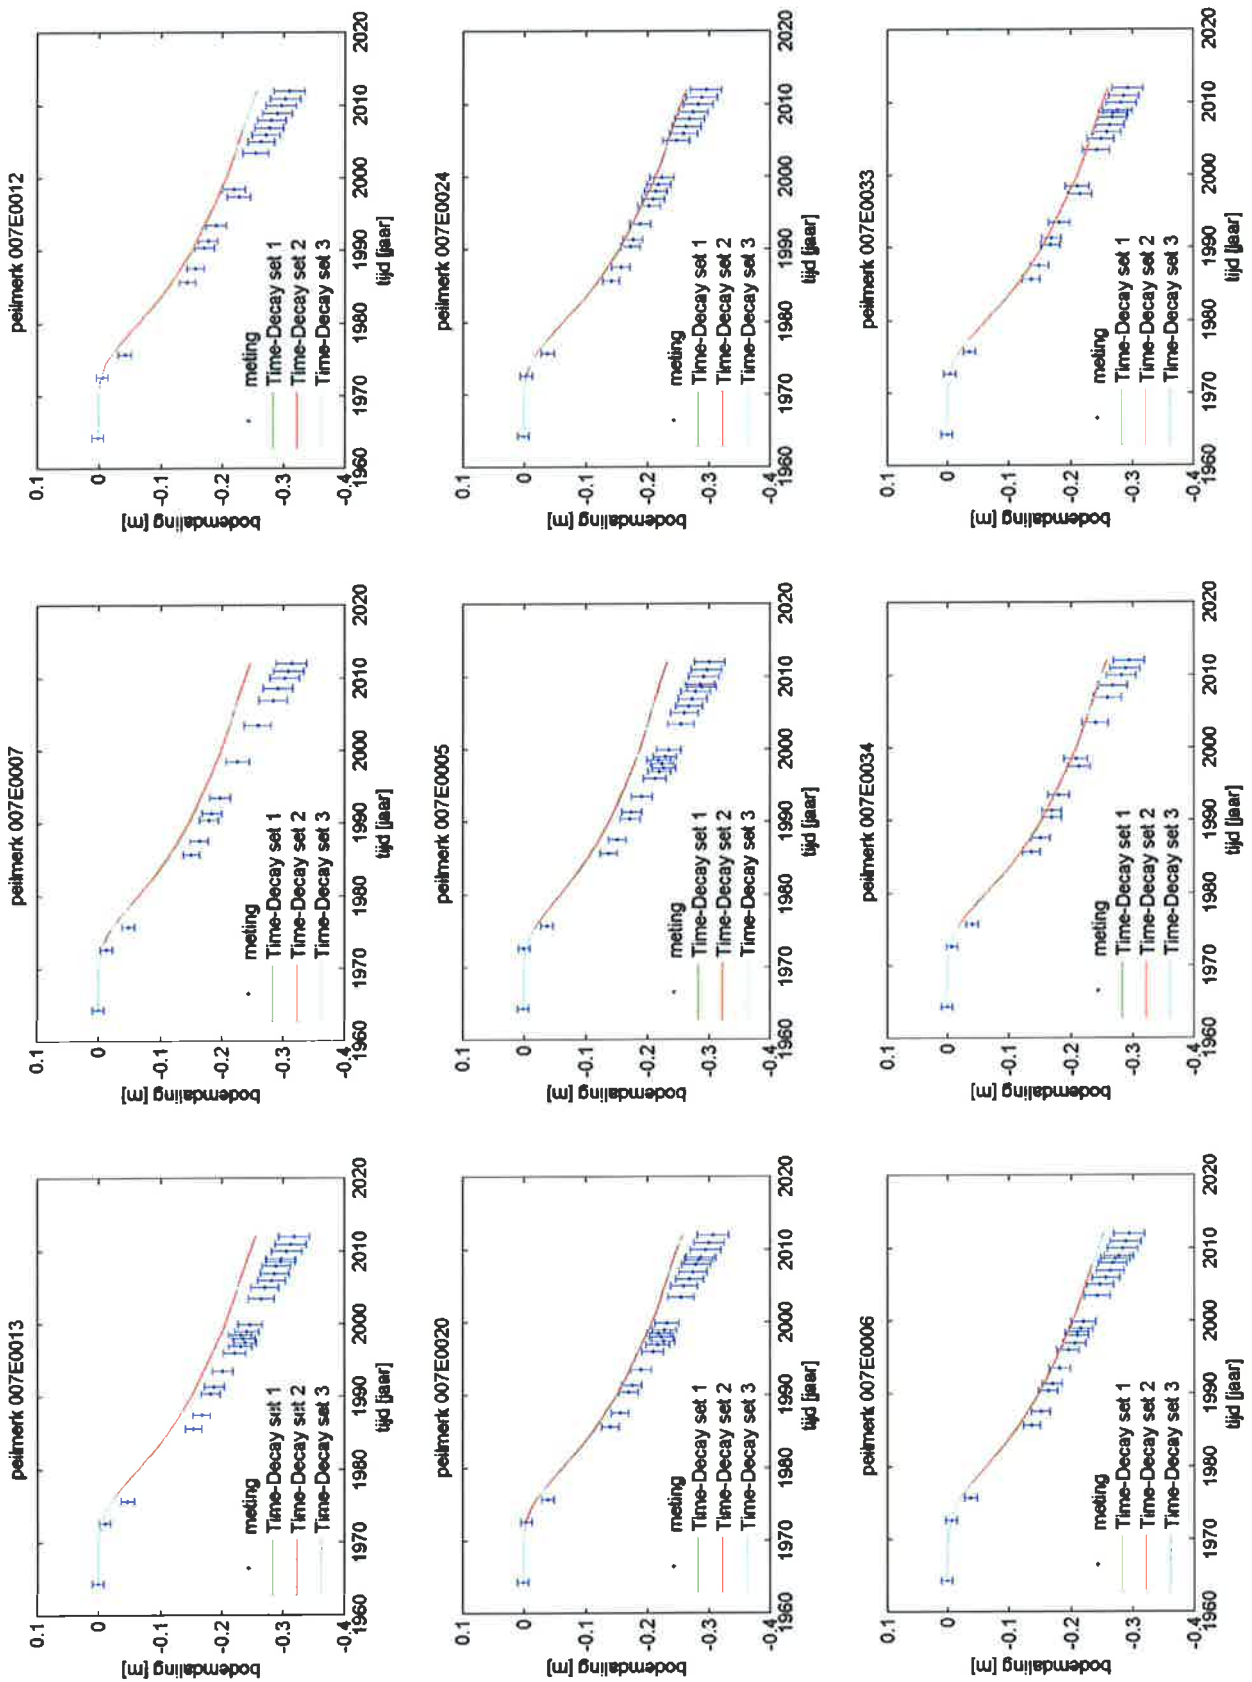 peilmerk 007E0013
0.1
0
-0.1
-0.2
-0.3
-0.4
bodemdaling [m]
meting
Time-Decay set 1
Time-Decay set 2
Time-Decay set 3
1960 1970 1980 1990 2000 2010 2020
tijd [jaar]
peilmerk 007E0007
0.1
0
-0.1
-0.2
-0.3
-0.4
bodemdaling [m]
meting
Time-Decay set 1
Time-Decay set 2
Time-Decay set 3
1960 1970 1980 1990 2000 2010 2020
tijd [jaar]
peilmerk 007E0012
0.1
0
-0.1
-0.2
-0.3
-0.4
bodemdaling [m]
meting
Time-Decay set 1
Time-Decay set 2
Time-Decay set 3
1960 1970 1980 1990 2000 2010 2020
tijd [jaar]
peilmerk 007E0020
0.1
0
-0.1
-0.2
-0.3
-0.4
bodemdaling [m]
meting
Time-Decay set 1
Time-Decay set 2
Time-Decay set 3
1960 1970 1980 1990 2000 2010 2020
tijd [jaar]
peilmerk 007E0005
0.1
0
-0.1
-0.2
-0.3
-0.4
bodemdaling [m]
meting
Time-Decay set 1
Time-Decay set 2
Time-Decay set 3
1960 1970 1980 1990 2000 2010 2020
tijd [jaar]
peilmerk 007E0024
0.1
0
-0.1
-0.2
-0.3
-0.4
bodemdaling [m]
meting
Time-Decay set 1
Time-Decay set 2
Time-Decay set 3
1960 1970 1980 1990 2000 2010 2020
tijd [jaar]
peilmerk 007E0006
0.1
0
-0.1
-0.2
-0.3
-0.4
bodemdaling [m]
meting
Time-Decay set 1
Time-Decay set 2
Time-Decay set 3
1960 1970 1980 1990 2000 2010 2020
tijd [jaar]
peilmerk 007E0034
0.1
0
-0.1
-0.2
-0.3
-0.4
bodemdaling [m]
meting
Time-Decay set 1
Time-Decay set 2
Time-Decay set 3
1960 1970 1980 1990 2000 2010 2020
tijd [jaar]
peilmerk 007E0033
0.1
0
-0.1
-0.2
-0.3
-0.4
bodemdaling [m]
meting
Time-Decay set 1
Time-Decay set 2
Time-Decay set 3
1960 1970 1980 1990 2000 2010 2020
tijd [jaar]